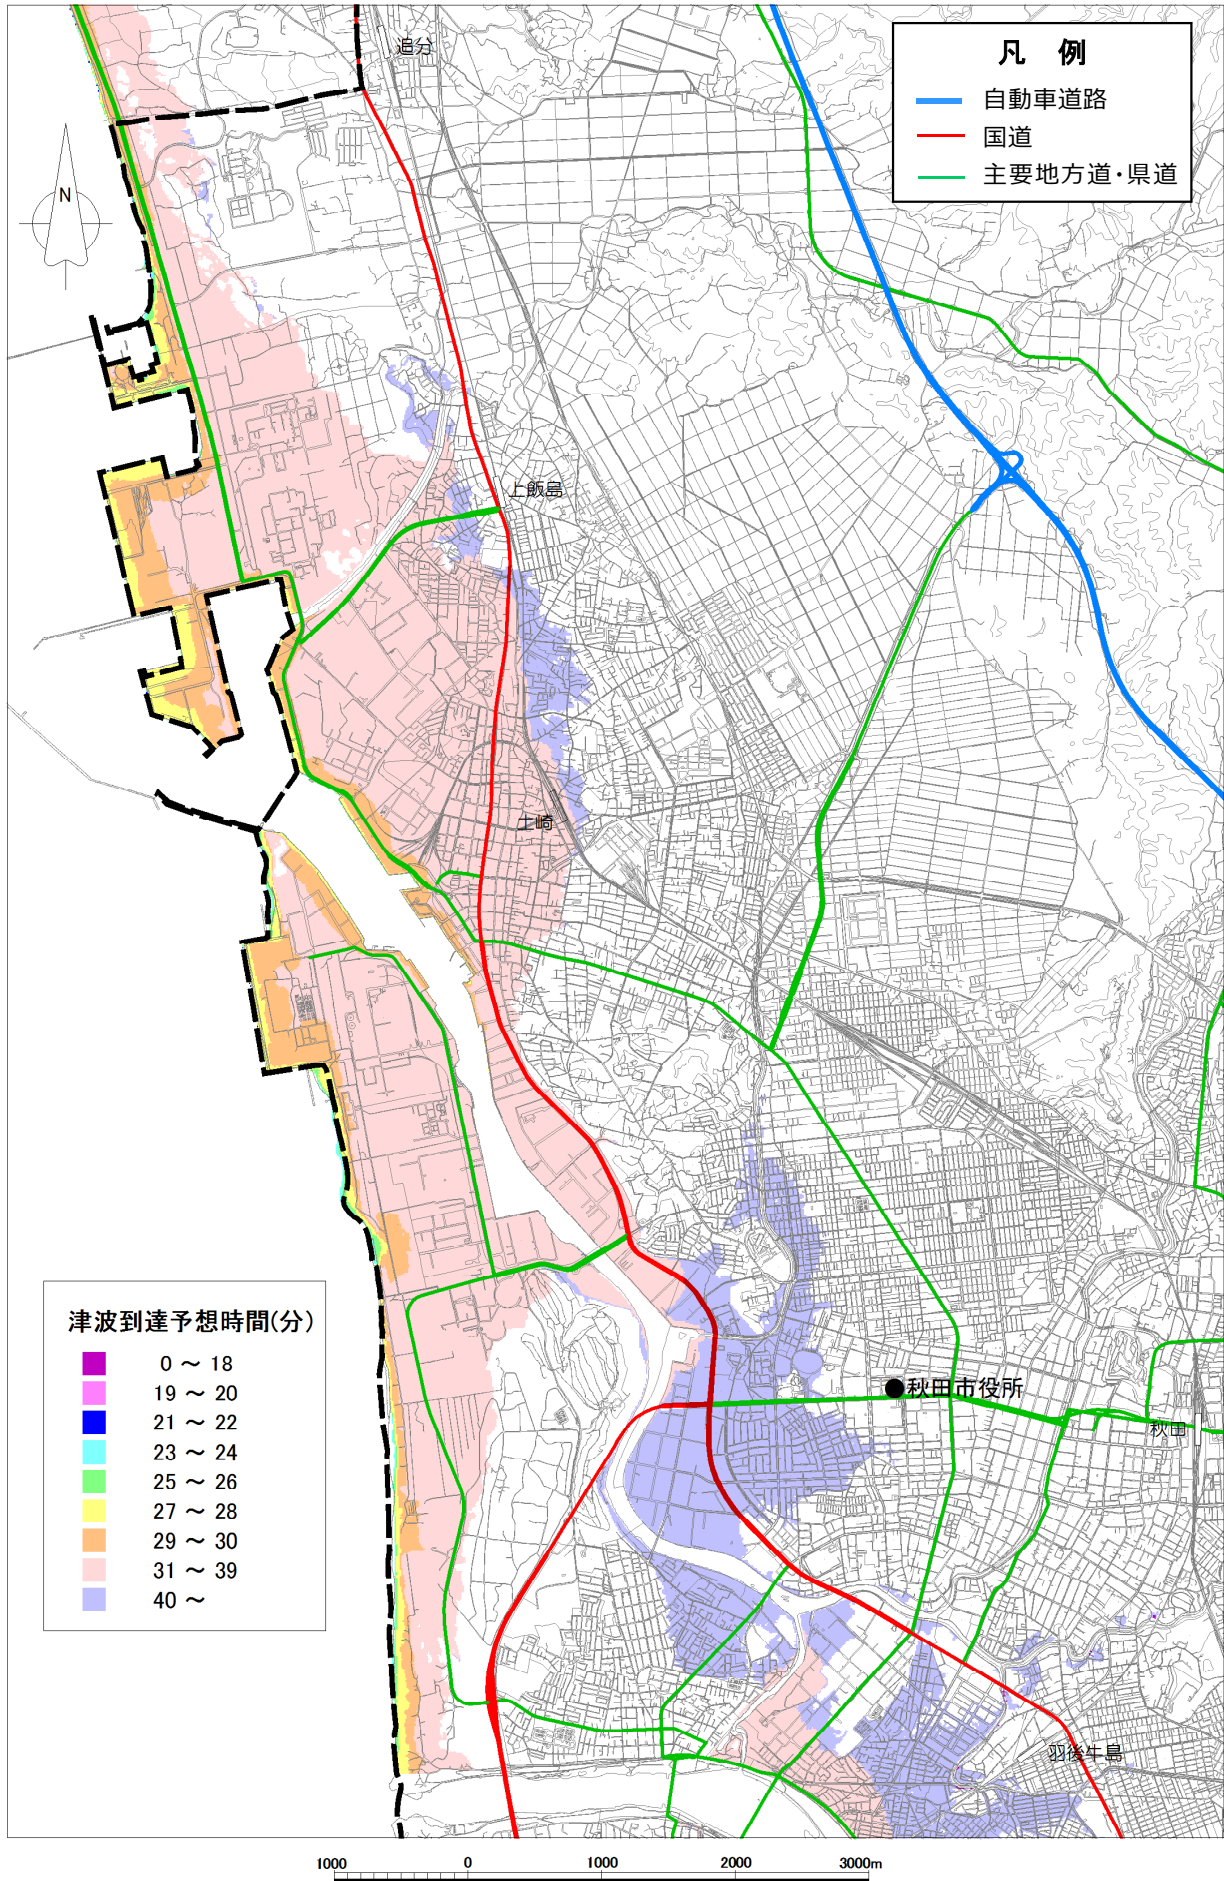 凡 例
自動車道路
国道
主要地方道・県道
追分
N
上飯島
土崎
秋田市役所
秋田
羽後牛島
津波到達予想時間(分)
0 ～ 18
19 ～ 20
21 ～ 22
23 ～ 24
25 ～ 26
27 ～ 28
29 ～ 30
31 ～ 39
40 ～
1000 0 1000 2000 3000m